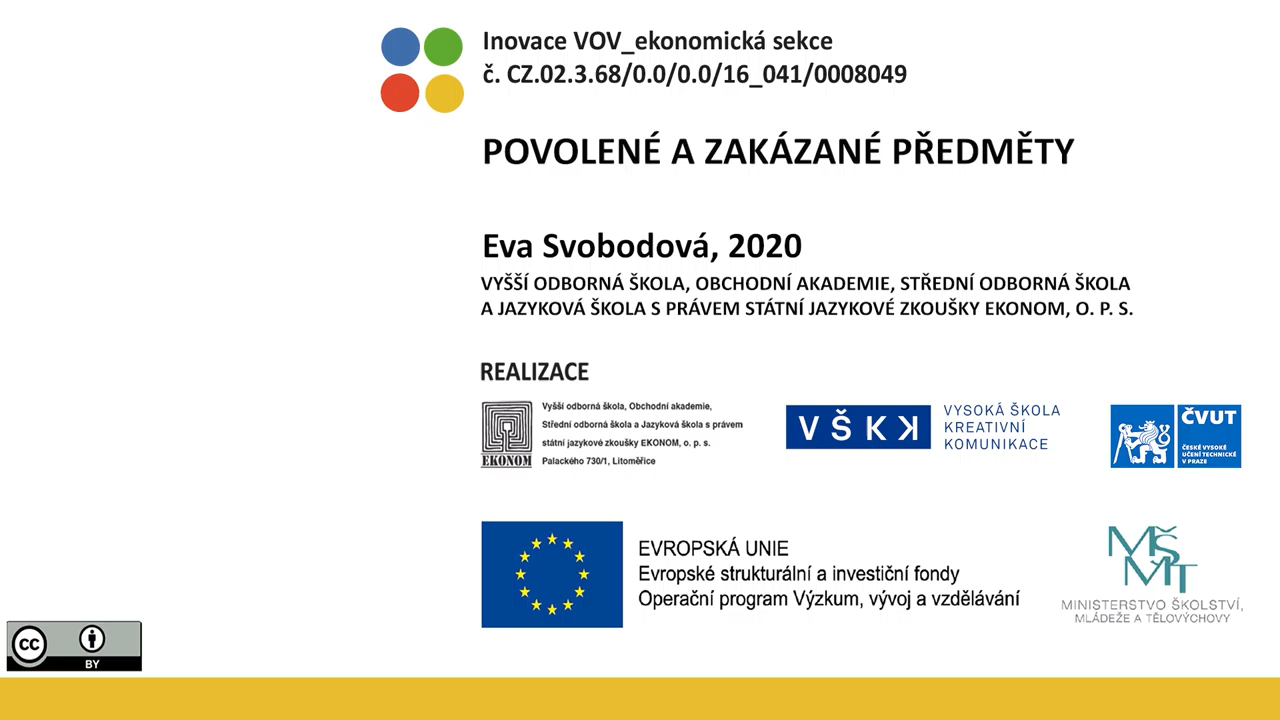 Inovace VOV_ekonomická sekce
č. CZ.02.3.68/0.0/0.0/16_041/0008049
POVOLENÉ A ZAKÁZANÉ PŘEDMĚTY
Eva Svobodová, 2020
VYŠŠÍ ODBORNÁ ŠKOLA, OBCHODNÍ AKADEMIE, STŘEDNÍ ODBORNÁ ŠKOLA
A JAZYKOVÁ ŠKOLA S PRÁVEM STÁTNÍ JAZYKOVÉ ZKOUŠKY EKONOM, O. P. S.
REALIZACE
Vyšší odborná škola, Obchodní akademie,
Střední odborná škola a Jazyková škola s právem
státní jazykové zkoušky EKONOM, o. p. s.
Palackého 730/1, Litoměřice
EKONOM
VŠKK
VYSOKÁ ŠKOLA
KREATIVNÍ
KOMUNIKACE
ČVUT
ČESKÉ VYSOKÉ
UČENÍ TECHNICKÉ
V PRAZE
EVROPSKÁ UNIE
Evropské strukturální a investiční fondy
Operační program Výzkum, vývoj a vzdělávání
MŠMT
MINISTERSTVO ŠKOLSTVÍ,
MLÁDEŽE A TĚLOVÝCHOVY
cc
BY